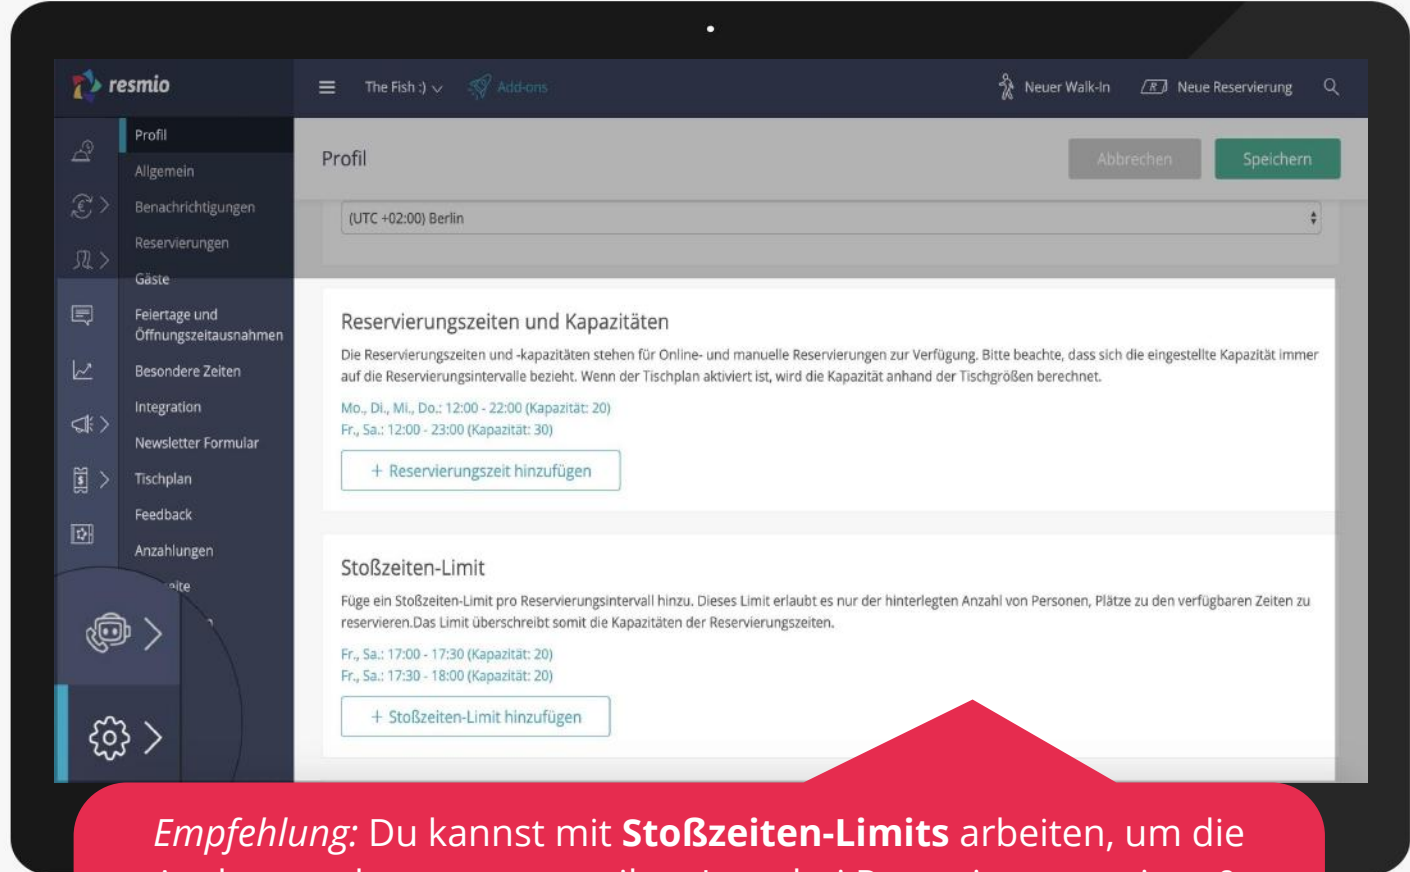 resmio
The Fish :)
Add-ons
Neuer Walk-In
Neue Reservierung
Profil
Allgemein
Benachrichtigungen
Reservierungen
Gäste
Feiertage und
Öffnungszeitausnahmen
Besondere Zeiten
Integration
Newsletter Formular
Tischplan
Feedback
Anzahlungen
Profil
Abbrechen
Speichern
(UTC +02:00) Berlin
Reservierungszeiten und Kapazitäten
Die Reservierungszeiten und -kapazitäten stehen für Online- und manuelle Reservierungen zur Verfügung. Bitte beachte, dass sich die eingestellte Kapazität immer
auf die Reservierungsintervalle bezieht. Wenn der Tischplan aktiviert ist, wird die Kapazität anhand der Tischgrößen berechnet.
Mo., Di., Mi., Do.: 12:00 - 22:00 (Kapazität: 20)
Fr., Sa.: 12:00 - 23:00 (Kapazität: 30)
+ Reservierungszeit hinzufügen
Stoßzeiten-Limit
Füge ein Stoßzeiten-Limit pro Reservierungsintervall hinzu. Dieses Limit erlaubt es nur der hinterlegten Anzahl von Personen, Plätze zu den verfügbaren Zeiten zu
reservieren.Das Limit überschreibt somit die Kapazitäten der Reservierungszeiten.
Fr., Sa.: 17:00 - 17:30 (Kapazität: 20)
Fr., Sa.: 17:30 - 18:00 (Kapazität: 20)
+ Stoßzeiten-Limit hinzufügen
Empfehlung: Du kannst mit Stoßzeiten-Limits arbeiten, um die